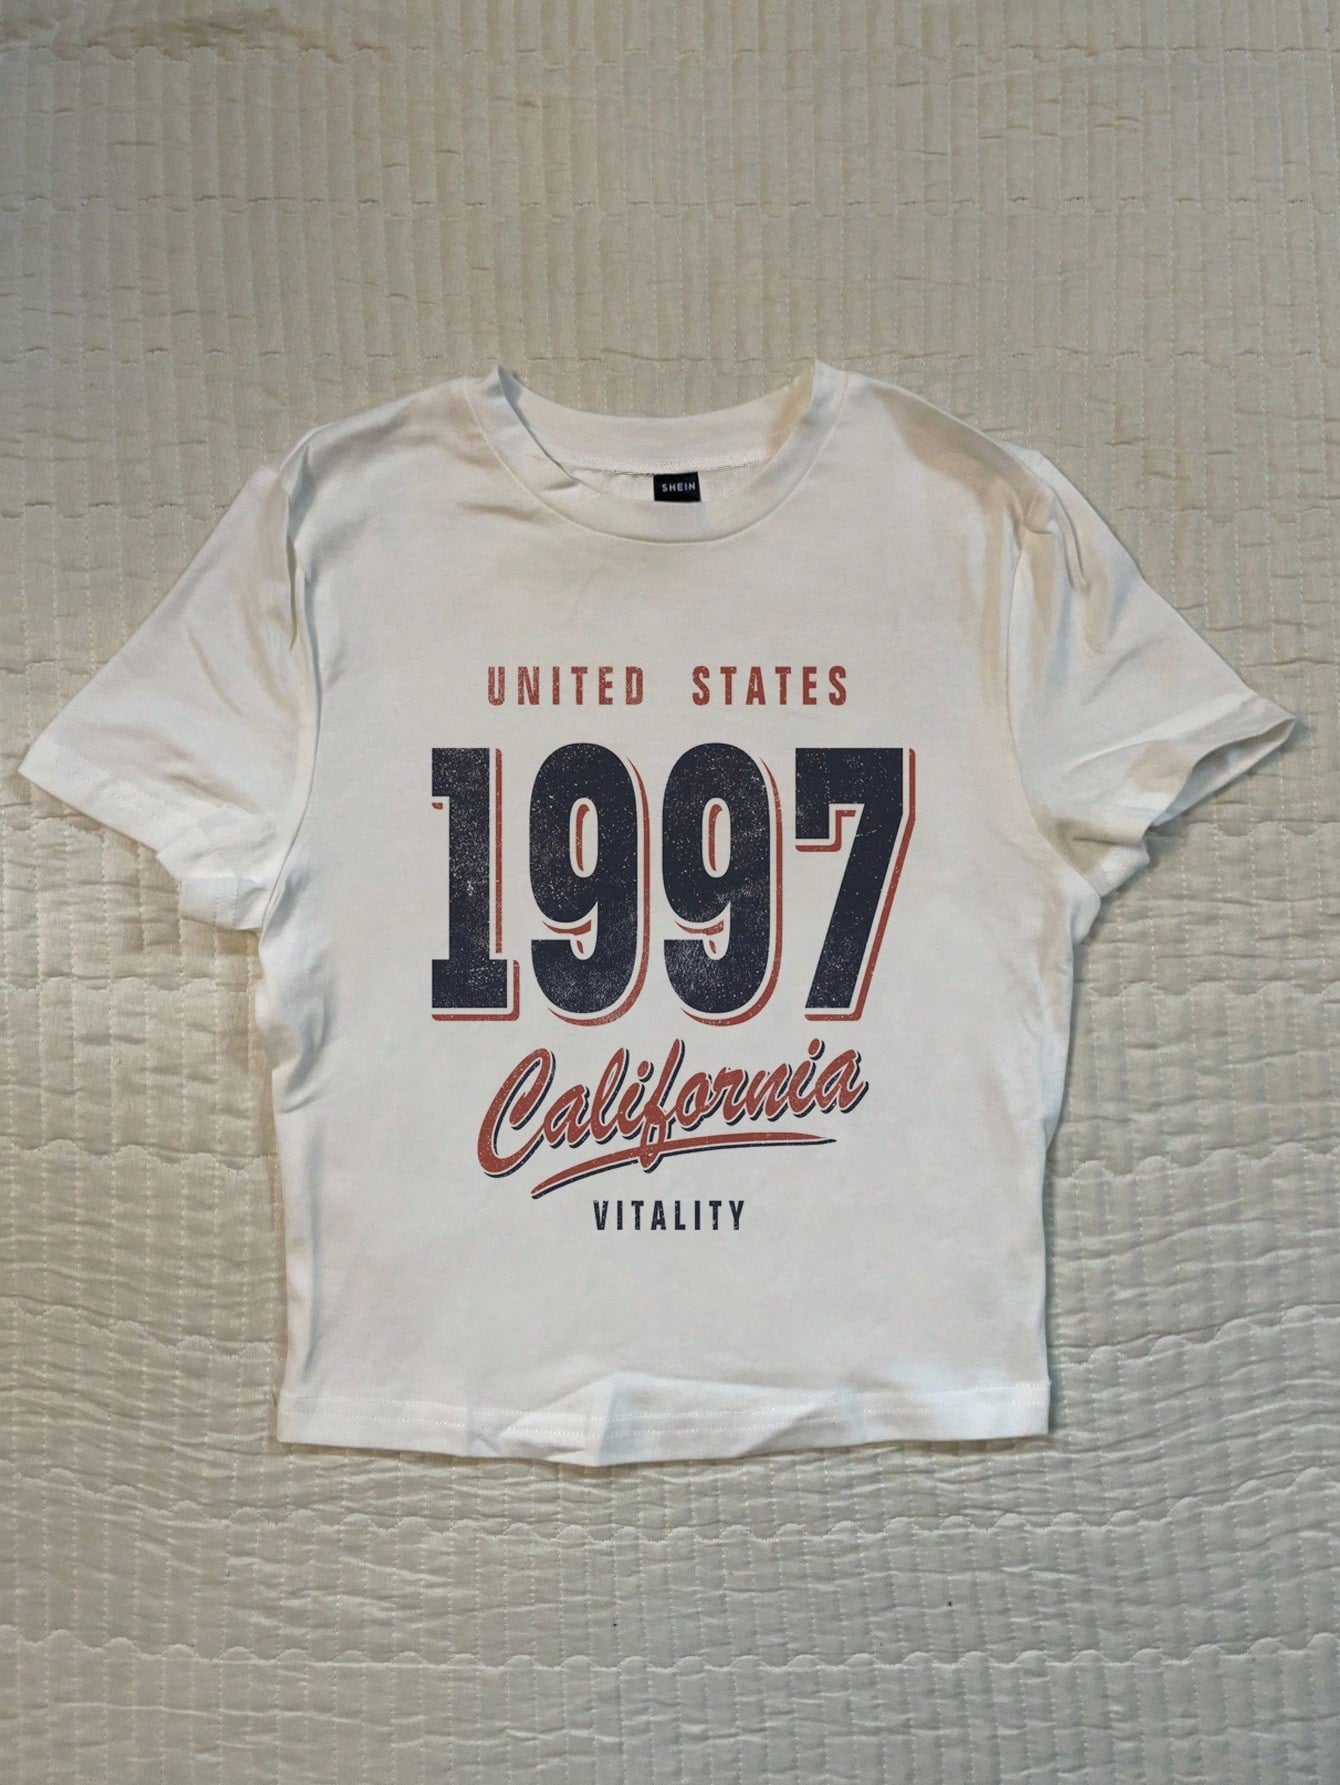 SHEIN
UNITED STATES
1997
California
VITALITY